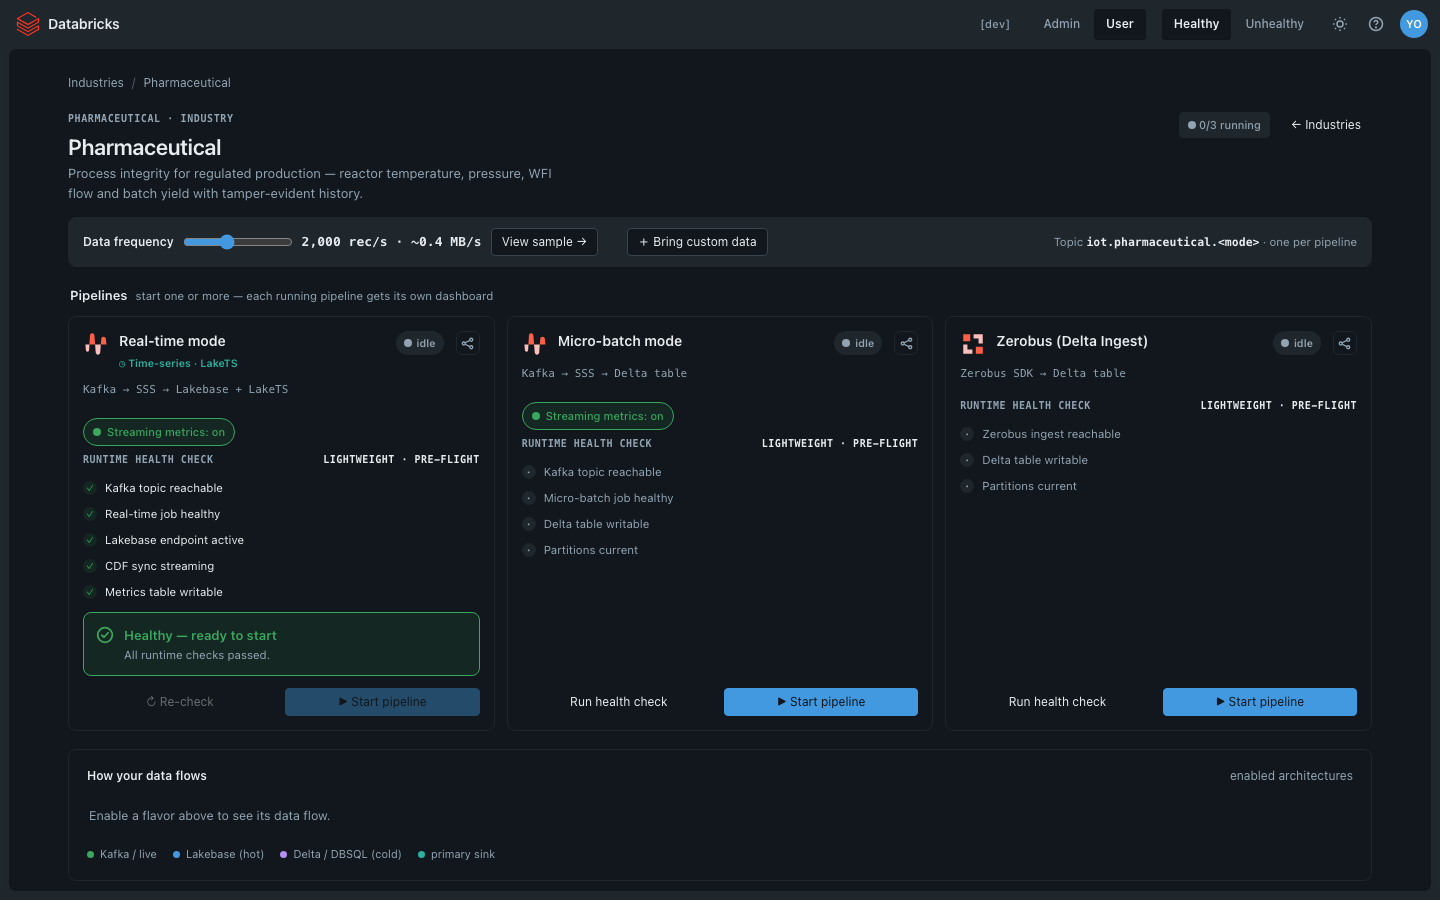 Databricks
[dev]
Admin
User
Healthy
Unhealthy
YO
Industries / Pharmaceutical
PHARMACEUTICAL · INDUSTRY
Pharmaceutical
Process integrity for regulated production — reactor temperature, pressure, WFI
flow and batch yield with tamper-evident history.
0/3 running
← Industries
Data frequency
2,000 rec/s · ~0.4 MB/s
View sample →
+ Bring custom data
Topic iot.pharmaceutical.<mode> · one per pipeline
Pipelines start one or more — each running pipeline gets its own dashboard
Real-time mode
idle
Time-series · LakeTS
Kafka → SSS → Lakebase + LakeTS
Streaming metrics: on
RUNTIME HEALTH CHECK
LIGHTWEIGHT · PRE-FLIGHT
Kafka topic reachable
Real-time job healthy
Lakebase endpoint active
CDF sync streaming
Metrics table writable
Healthy — ready to start
All runtime checks passed.
↻ Re-check
▶ Start pipeline
Micro-batch mode
idle
Kafka → SSS → Delta table
Streaming metrics: on
RUNTIME HEALTH CHECK
LIGHTWEIGHT · PRE-FLIGHT
Kafka topic reachable
Micro-batch job healthy
Delta table writable
Partitions current
Run health check
▶ Start pipeline
Zerobus (Delta Ingest)
idle
Zerobus SDK → Delta table
RUNTIME HEALTH CHECK
LIGHTWEIGHT · PRE-FLIGHT
Zerobus ingest reachable
Delta table writable
Partitions current
Run health check
▶ Start pipeline
How your data flows
enabled architectures
Enable a flavor above to see its data flow.
Kafka / live
Lakebase (hot)
Delta / DBSQL (cold)
primary sink